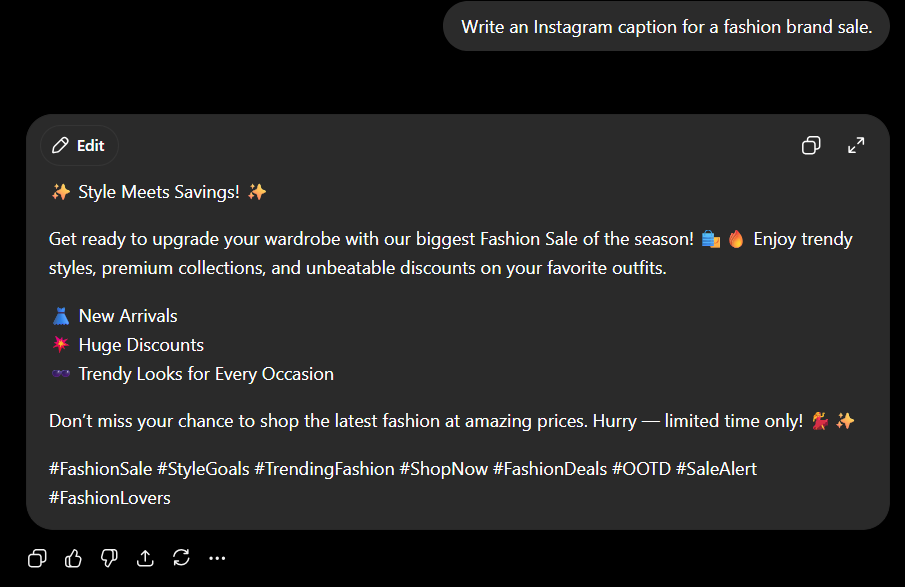 Write an Instagram caption for a fashion brand sale.
Edit
✨ Style Meets Savings! ✨
Get ready to upgrade your wardrobe with our biggest Fashion Sale of the season! 🛍️🔥 Enjoy trendy
styles, premium collections, and unbeatable discounts on your favorite outfits.
👗 New Arrivals
💥 Huge Discounts
🕶️ Trendy Looks for Every Occasion
Don’t miss your chance to shop the latest fashion at amazing prices. Hurry — limited time only! 💃✨
#FashionSale #StyleGoals #TrendingFashion #ShopNow #FashionDeals #OOTD #SaleAlert
#FashionLovers